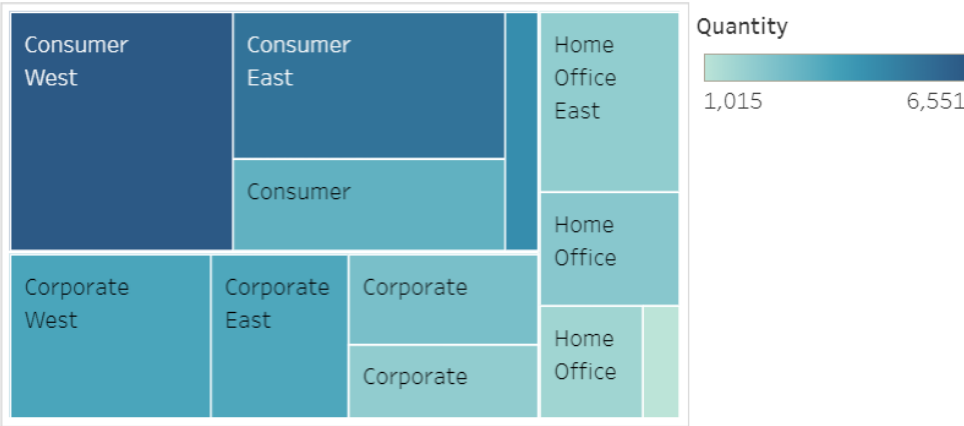 Consumer
West
Consumer
East
Consumer
Home
Office
East
Home
Office
Home
Office
Corporate
West
Corporate
East
Corporate
Corporate
Quantity
1,015
6,551